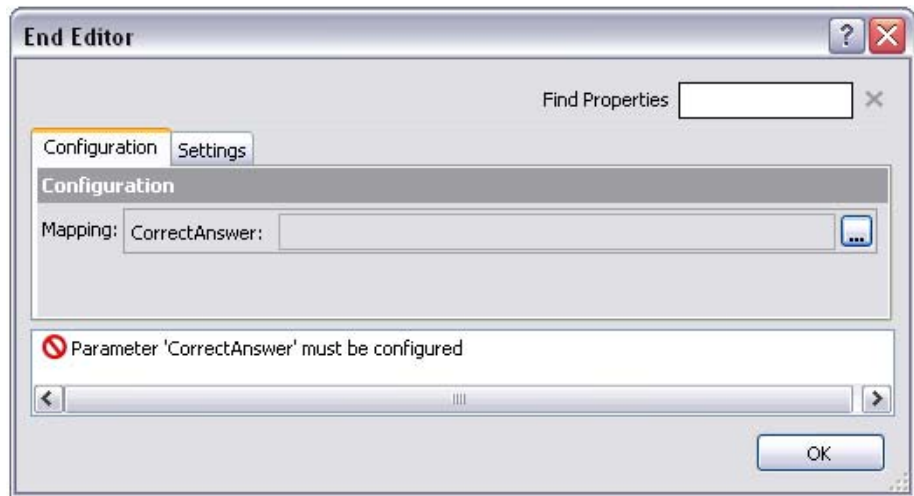 End Editor
Find Properties
Configuration Settings
Configuration
Mapping: CorrectAnswer: ...
Parameter 'CorrectAnswer' must be configured
OK